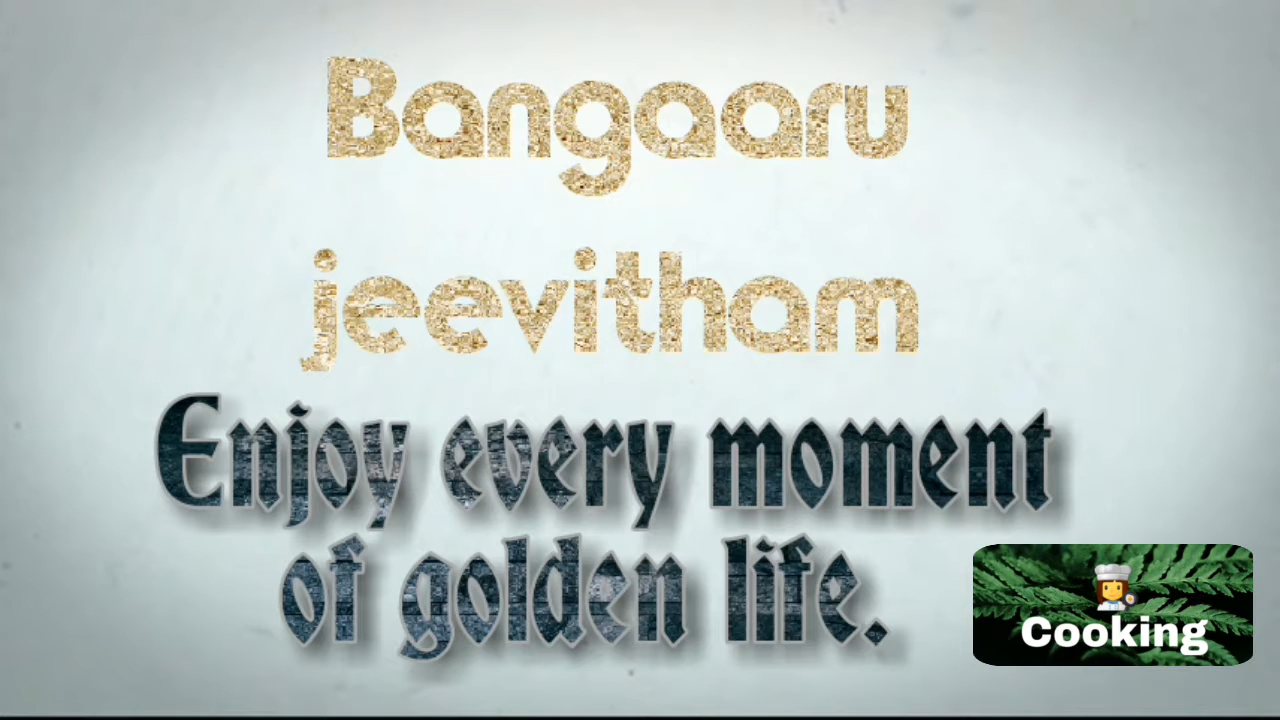 Bangaaru
jeevitham
Enjoy every moment
of golden life.
Cooking